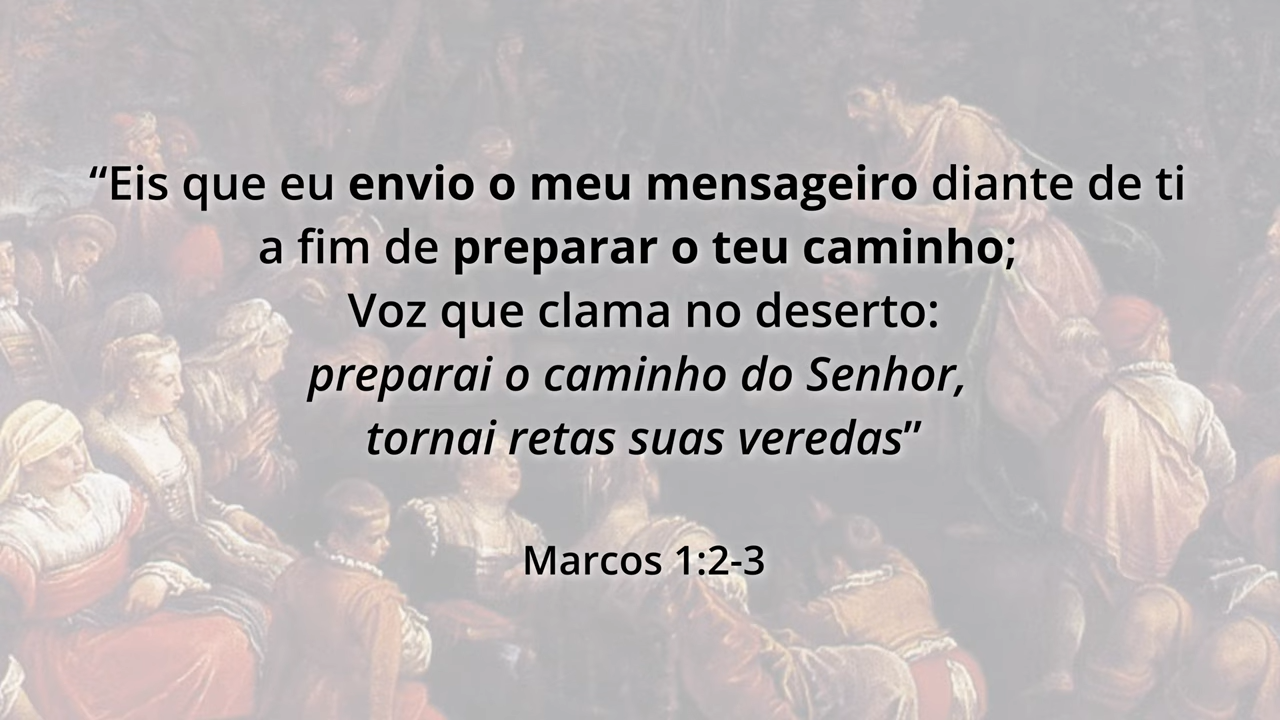 “Eis que eu envio o meu mensageiro diante de ti
a fim de preparar o teu caminho;
Voz que clama no deserto:
preparai o caminho do Senhor,
tornai retas suas veredas”
Marcos 1:2-3